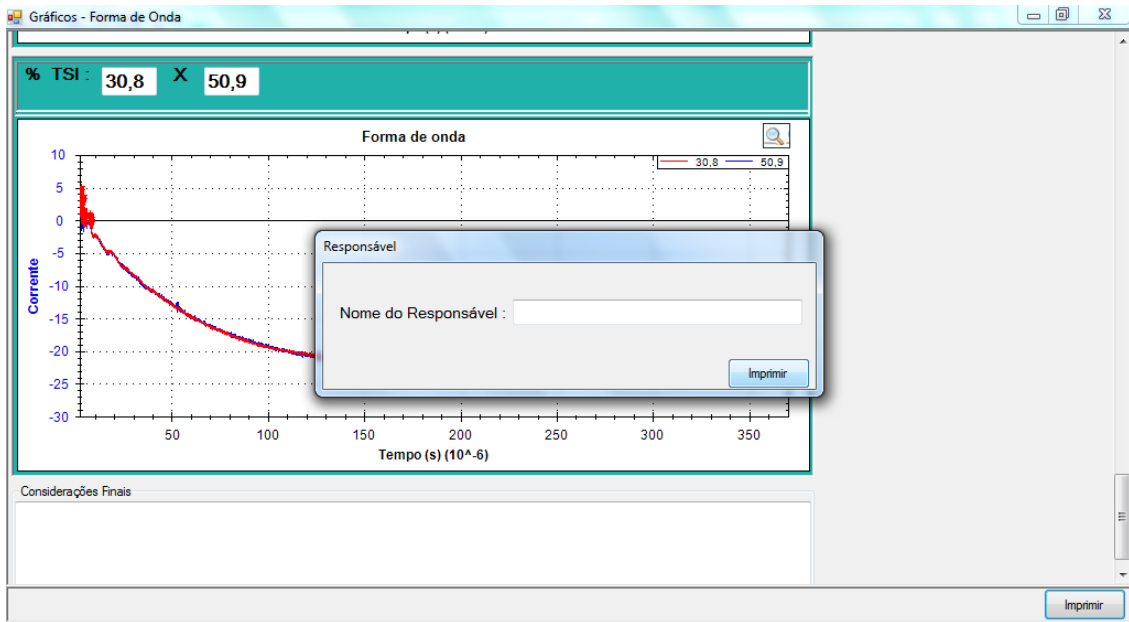 Gráficos - Forma de Onda
% TSI : 30,8 X 50,9
Forma de onda
30,8 50,9
10
5
0
-5
-10
-15
-20
-25
-30
Corrente
50 100 150 200 250 300 350
Tempo (s) (10^-6)
Responsável
Nome do Responsável :
Imprimir
Considerações Finais
Imprimir